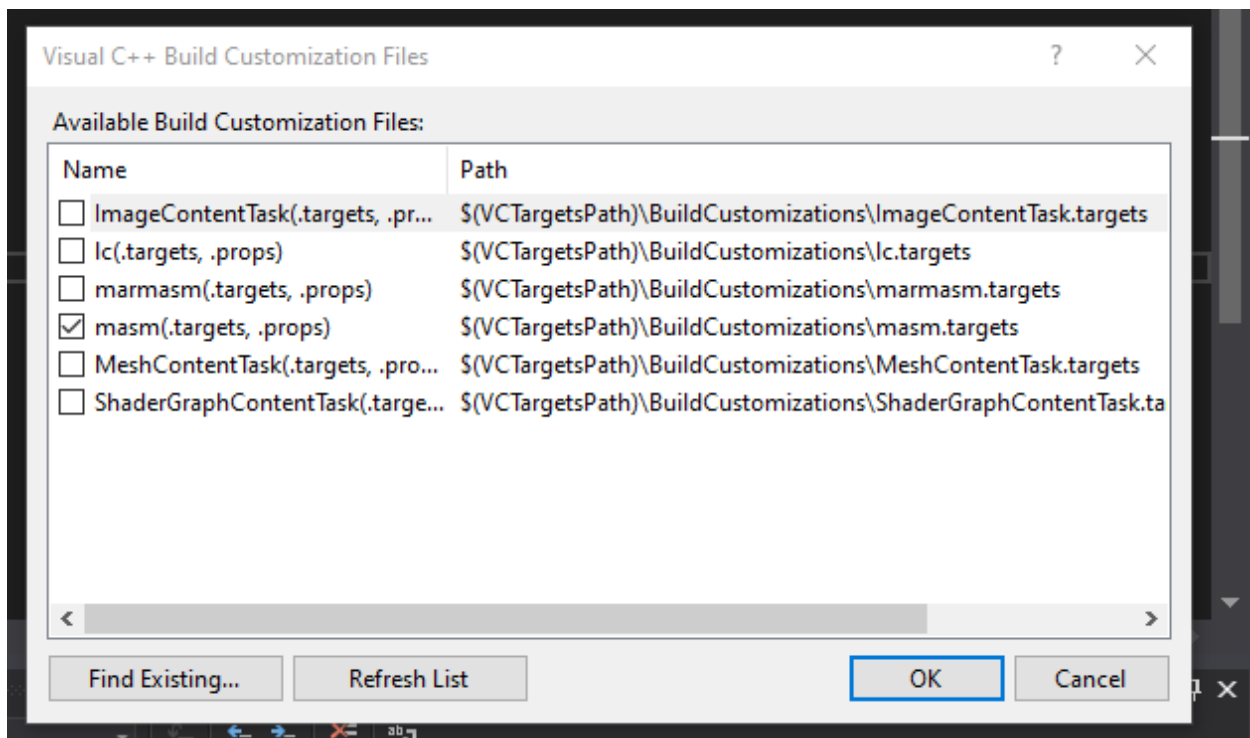 Visual C++ Build Customization Files
Available Build Customization Files:
Name Path
ImageContentTask(.targets, .pr... $(VCTargetsPath)\BuildCustomizations\ImageContentTask.targets
lc(.targets, .props) $(VCTargetsPath)\BuildCustomizations\lc.targets
marmasm(.targets, .props) $(VCTargetsPath)\BuildCustomizations\marmasm.targets
masm(.targets, .props) $(VCTargetsPath)\BuildCustomizations\masm.targets
MeshContentTask(.targets, .pro... $(VCTargetsPath)\BuildCustomizations\MeshContentTask.targets
ShaderGraphContentTask(.targe... $(VCTargetsPath)\BuildCustomizations\ShaderGraphContentTask.ta
Find Existing... Refresh List OK Cancel